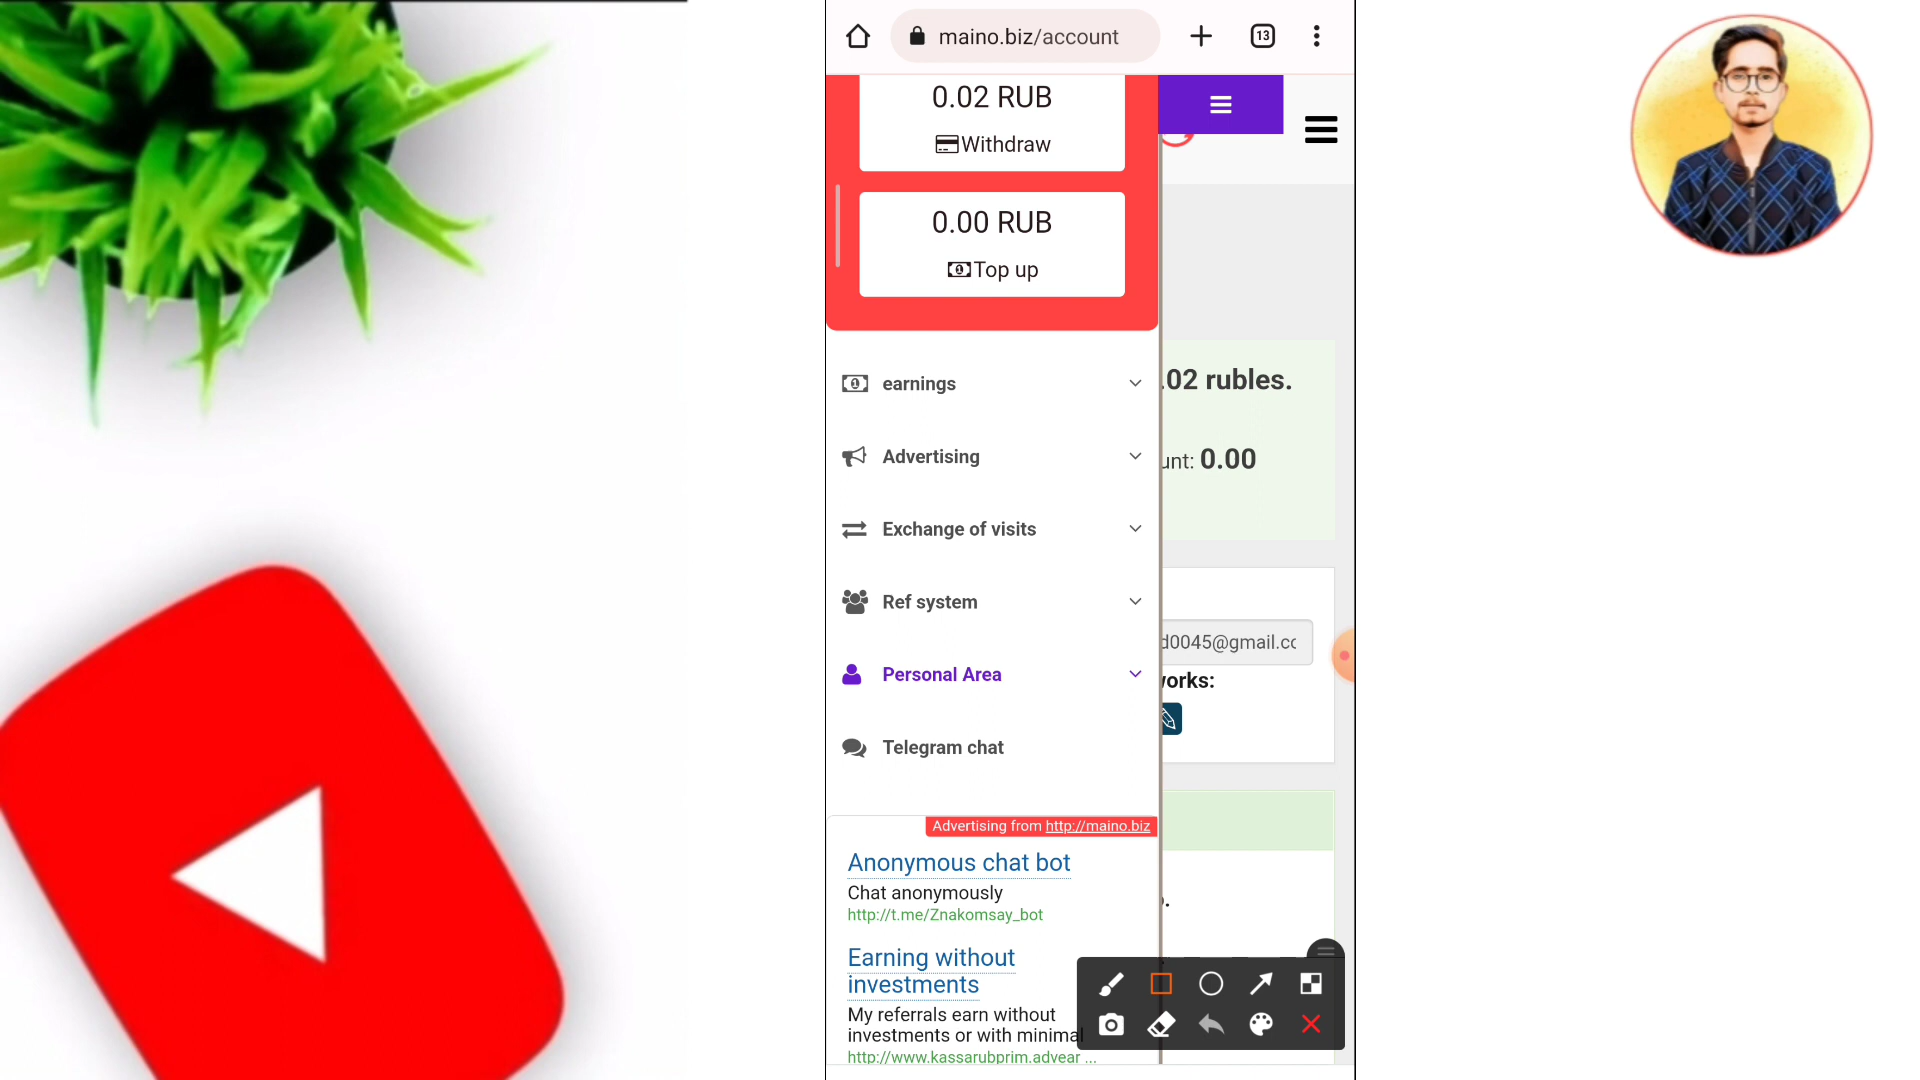 maino.biz/account
13
0.02 RUB
Withdraw
0.00 RUB
Top up
earnings
.02 rubles.
Advertising
unt: 0.00
Exchange of visits
Ref system
d0045@gmail.cc
Personal Area
orks:
Telegram chat
Advertising from http://maino.biz
Anonymous chat bot
Chat anonymously
http://t.me/Znakomsay_bot
Earning without
investments
My referrals earn without
investments or with minimal
http://www.kassarubprim.advear ...